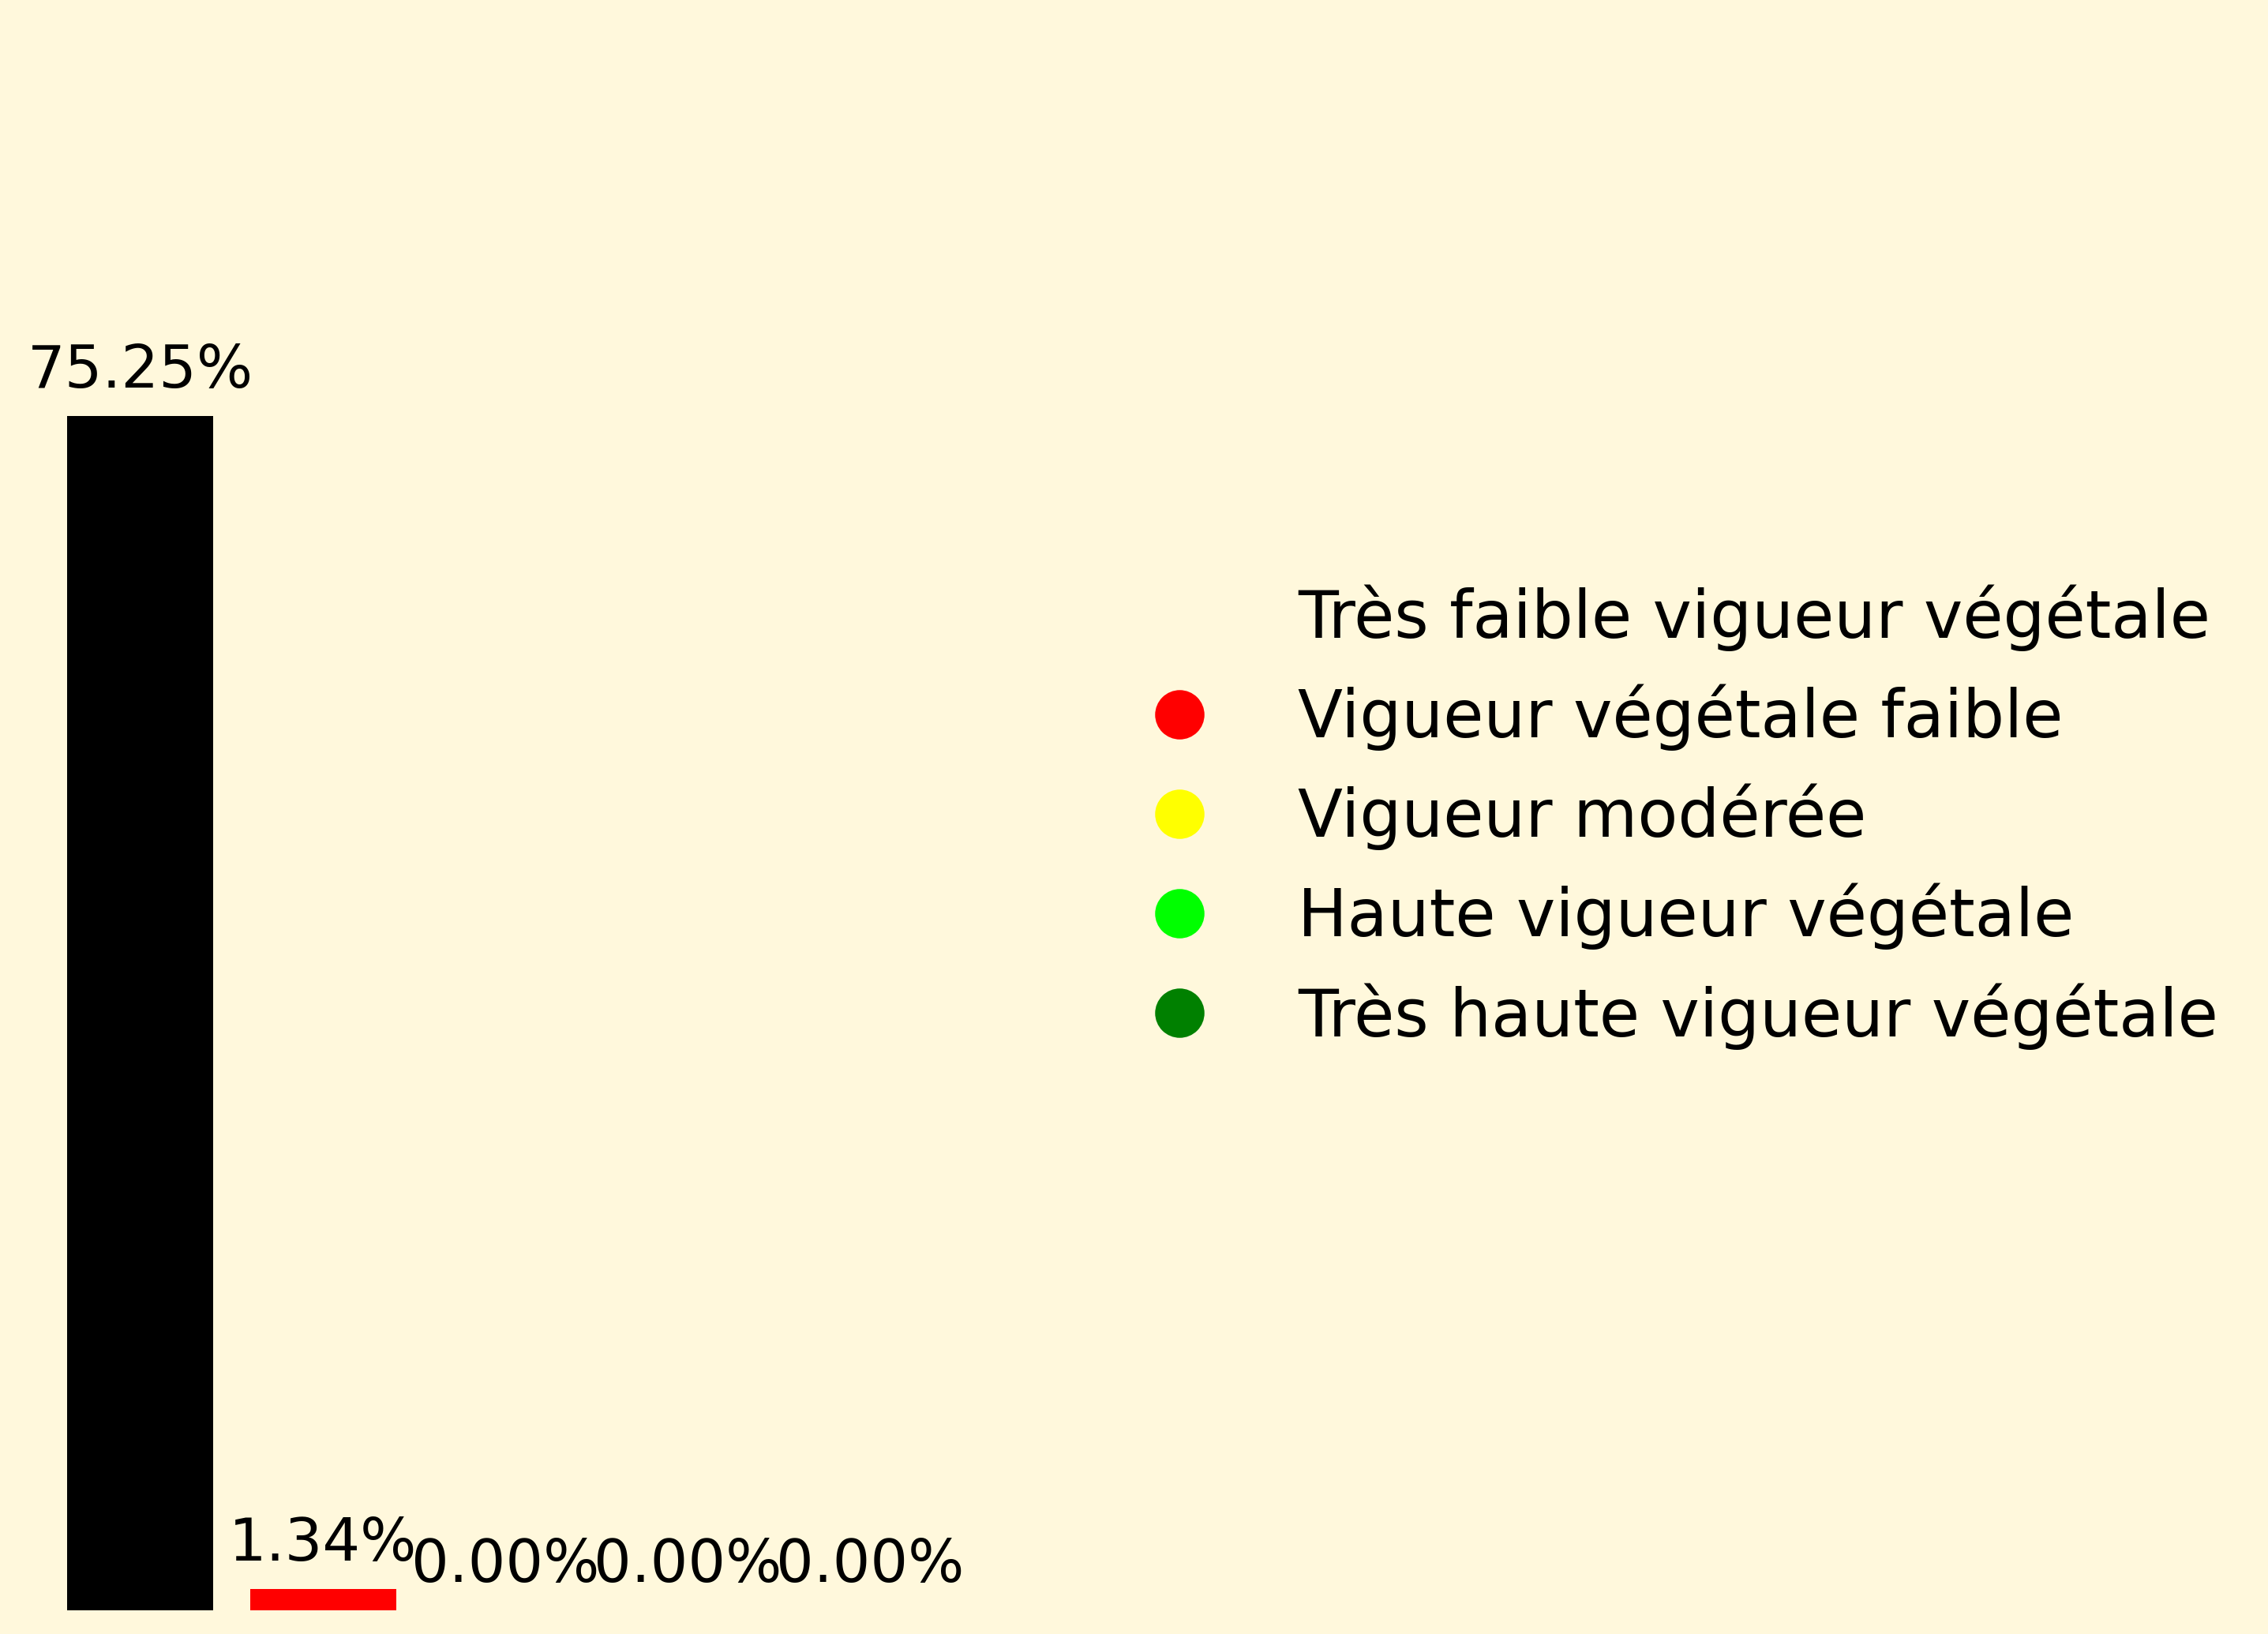 75.25%
Très faible vigueur végétale
Vigueur végétale faible
Vigueur modérée
Haute vigueur végétale
Très haute vigueur végétale
1.34%
0.00%
0.00%
0.00%